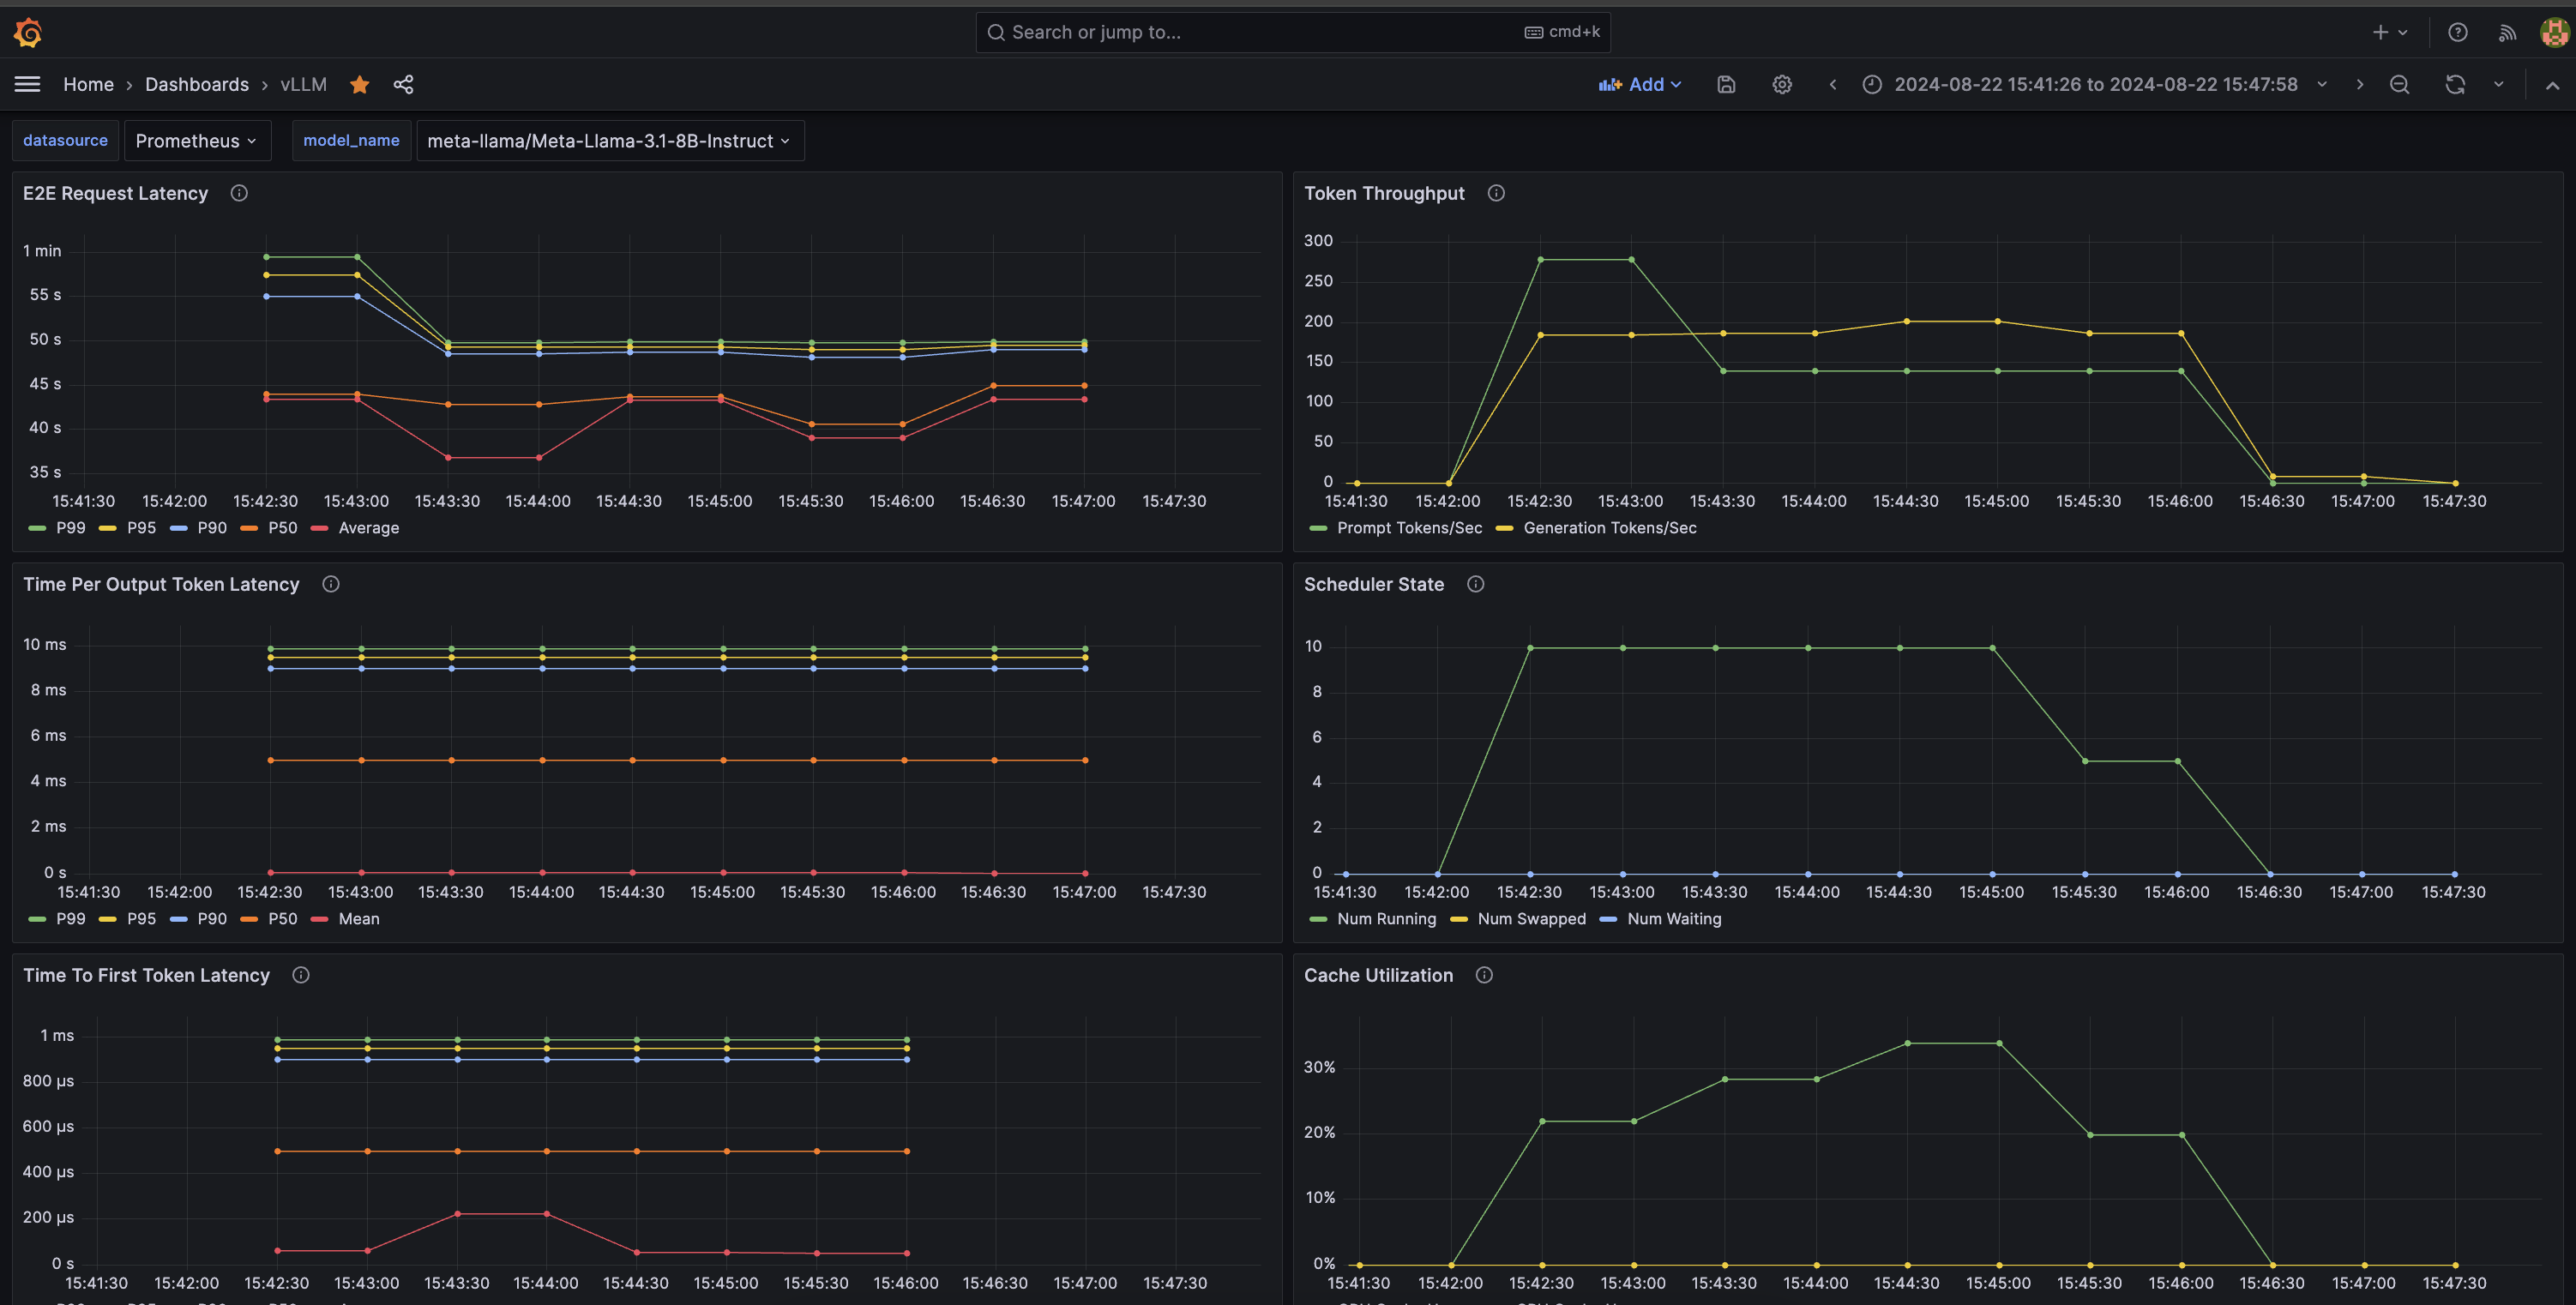 Search or jump to... cmd+k
Home › Dashboards › vLLM Add 2024-08-22 15:41:26 to 2024-08-22 15:47:58
datasource Prometheus model_name meta-llama/Meta-Llama-3.1-8B-Instruct
E2E Request Latency
1 min
55 s
50 s
45 s
40 s
35 s
15:41:30 15:42:00 15:42:30 15:43:00 15:43:30 15:44:00 15:44:30 15:45:00 15:45:30 15:46:00 15:46:30 15:47:00 15:47:30
P99 P95 P90 P50 Average
Token Throughput
300
250
200
150
100
50
0
15:41:30 15:42:00 15:42:30 15:43:00 15:43:30 15:44:00 15:44:30 15:45:00 15:45:30 15:46:00 15:46:30 15:47:00 15:47:30
Prompt Tokens/Sec Generation Tokens/Sec
Time Per Output Token Latency
10 ms
8 ms
6 ms
4 ms
2 ms
0 s
15:41:30 15:42:00 15:42:30 15:43:00 15:43:30 15:44:00 15:44:30 15:45:00 15:45:30 15:46:00 15:46:30 15:47:00 15:47:30
P99 P95 P90 P50 Mean
Scheduler State
10
8
6
4
2
0
15:41:30 15:42:00 15:42:30 15:43:00 15:43:30 15:44:00 15:44:30 15:45:00 15:45:30 15:46:00 15:46:30 15:47:00 15:47:30
Num Running Num Swapped Num Waiting
Time To First Token Latency
1 ms
800 µs
600 µs
400 µs
200 µs
0 s
15:41:30 15:42:00 15:42:30 15:43:00 15:43:30 15:44:00 15:44:30 15:45:00 15:45:30 15:46:00 15:46:30 15:47:00 15:47:30
Cache Utilization
30%
20%
10%
0%
15:41:30 15:42:00 15:42:30 15:43:00 15:43:30 15:44:00 15:44:30 15:45:00 15:45:30 15:46:00 15:46:30 15:47:00 15:47:30